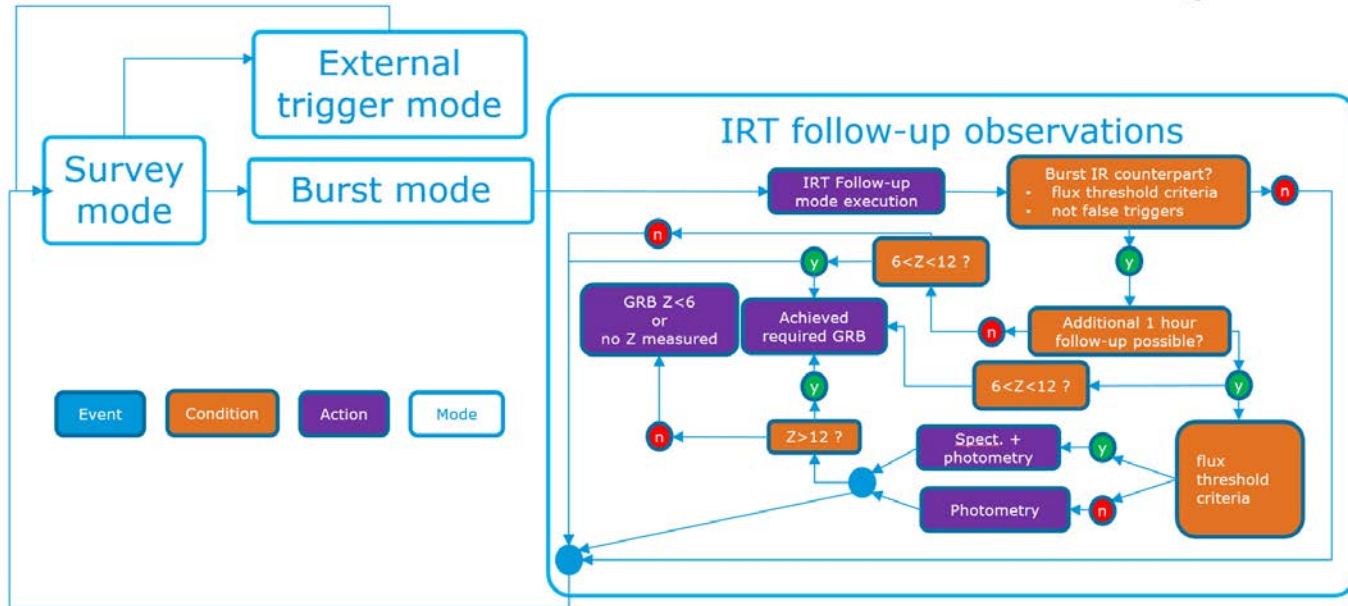 External
trigger mode
Survey
mode
Burst mode
IRT follow-up observations
IRT Follow-up
mode execution
Burst IR counterpart?
• flux threshold criteria
• not false triggers
n
y
n
6<Z<12 ?
y
GRB Z<6
or
no Z measured
Achieved
required GRB
n
Additional 1 hour
follow-up possible?
6<Z<12 ?
y
y
Event
Condition
Action
Mode
n
Z>12 ?
Spect. +
photometry
y
flux
threshold
criteria
Photometry
n